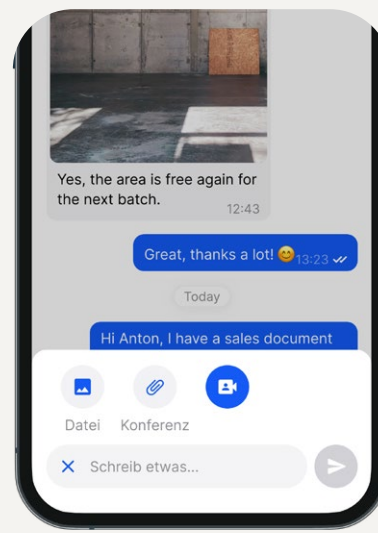 Yes, the area is free again for
the next batch.
12:43
Great, thanks a lot! 😊 13:23
Today
Hi Anton, I have a sales document
Datei Konferenz
Schreib etwas...